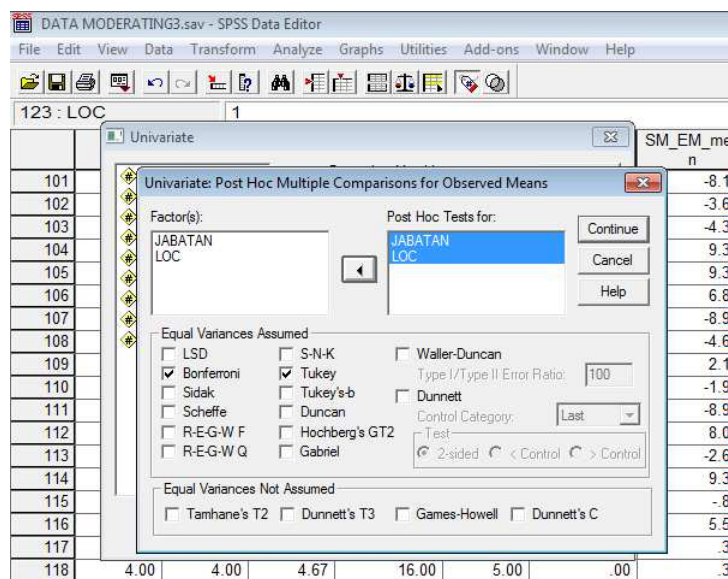 DATA MODERATING3.sav - SPSS Data Editor
File Edit View Data Transform Analyze Graphs Utilities Add-ons Window Help
123 : LOC 1
Univariate
SM_EM_me
n
101 -8.1
102 -3.6
103 -4.3
104 9.3
105 9.3
106 6.8
107 -8.9
108 -4.6
109 2.1
110 -1.9
111 -8.9
112 8.0
113 -2.6
114 9.3
115 -.8
116 5.5
117 .3
118 4.00 4.00 4.67 16.00 5.00 .00 .3
Univariate: Post Hoc Multiple Comparisons for Observed Means
Factor(s):
JABATAN
LOC
Post Hoc Tests for:
JABATAN
LOC
Continue
Cancel
Help
Equal Variances Assumed
LSD S-N-K Waller-Duncan
Bonferroni Tukey Type I/Type II Error Ratio: 100
Sidak Tukey's-b Dunnett
Scheffe Duncan Control Category: Last
R-E-G-W F Hochberg's GT2 Test
R-E-G-W Q Gabriel 2-sided < Control > Control
Equal Variances Not Assumed
Tamhane's T2 Dunnett's T3 Games-Howell Dunnett's C